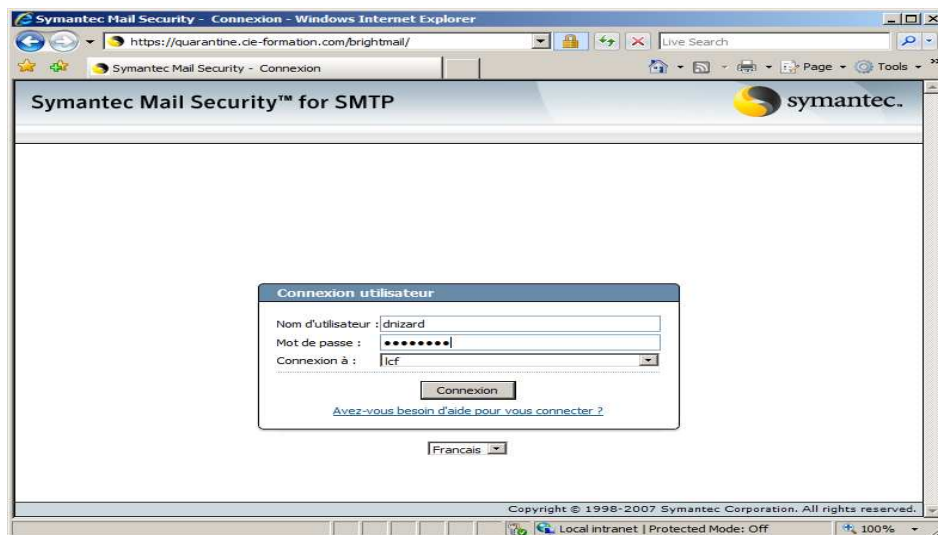 Symantec Mail Security - Connexion - Windows Internet Explorer
https://quarantine.cie-formation.com/brightmail/
Live Search
Symantec Mail Security - Connexion
Page
Tools
Symantec Mail Security™ for SMTP
symantec.
Connexion utilisateur
Nom d'utilisateur : dnizard
Mot de passe : ••••••••
Connexion à : lcf
Connexion
Avez-vous besoin d'aide pour vous connecter ?
Francais
Copyright © 1998-2007 Symantec Corporation. All rights reserved.
Local intranet | Protected Mode: Off
100%